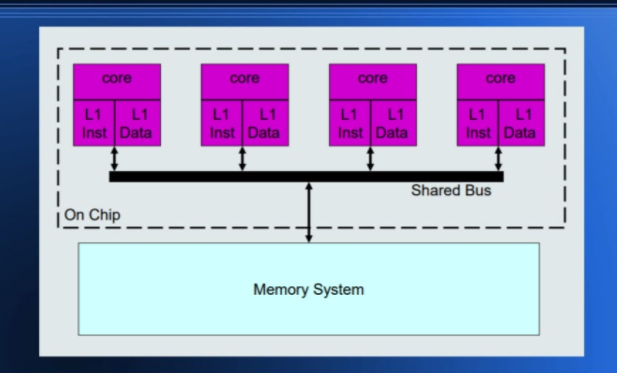 core core core core
L1 L1 L1 L1 L1 L1 L1 L1
Inst Data Inst Data Inst Data Inst Data
Shared Bus
On Chip
Memory System